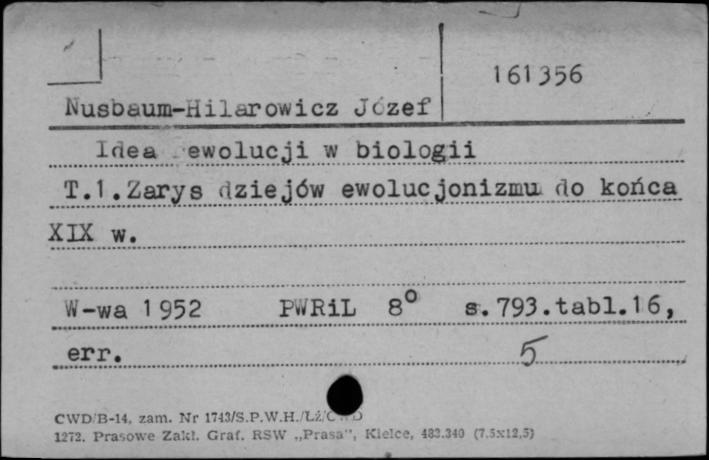 161356
Nusbaum-Hilarowicz Józef
Idea ewolucji w biologii
T.1.Zarys dziejów ewolucjonizmu do końca
XIX w.
W-wa 1952 PWRiL 8° s.793.tabl.16,
err. 5
CWD/B-14, zam. Nr 1743/S.P.W.H./Łź/CWD
1272. Prasowe Zakł. Graf. RSW „Prasa", Kielce, 483.340 (7,5x12,5)